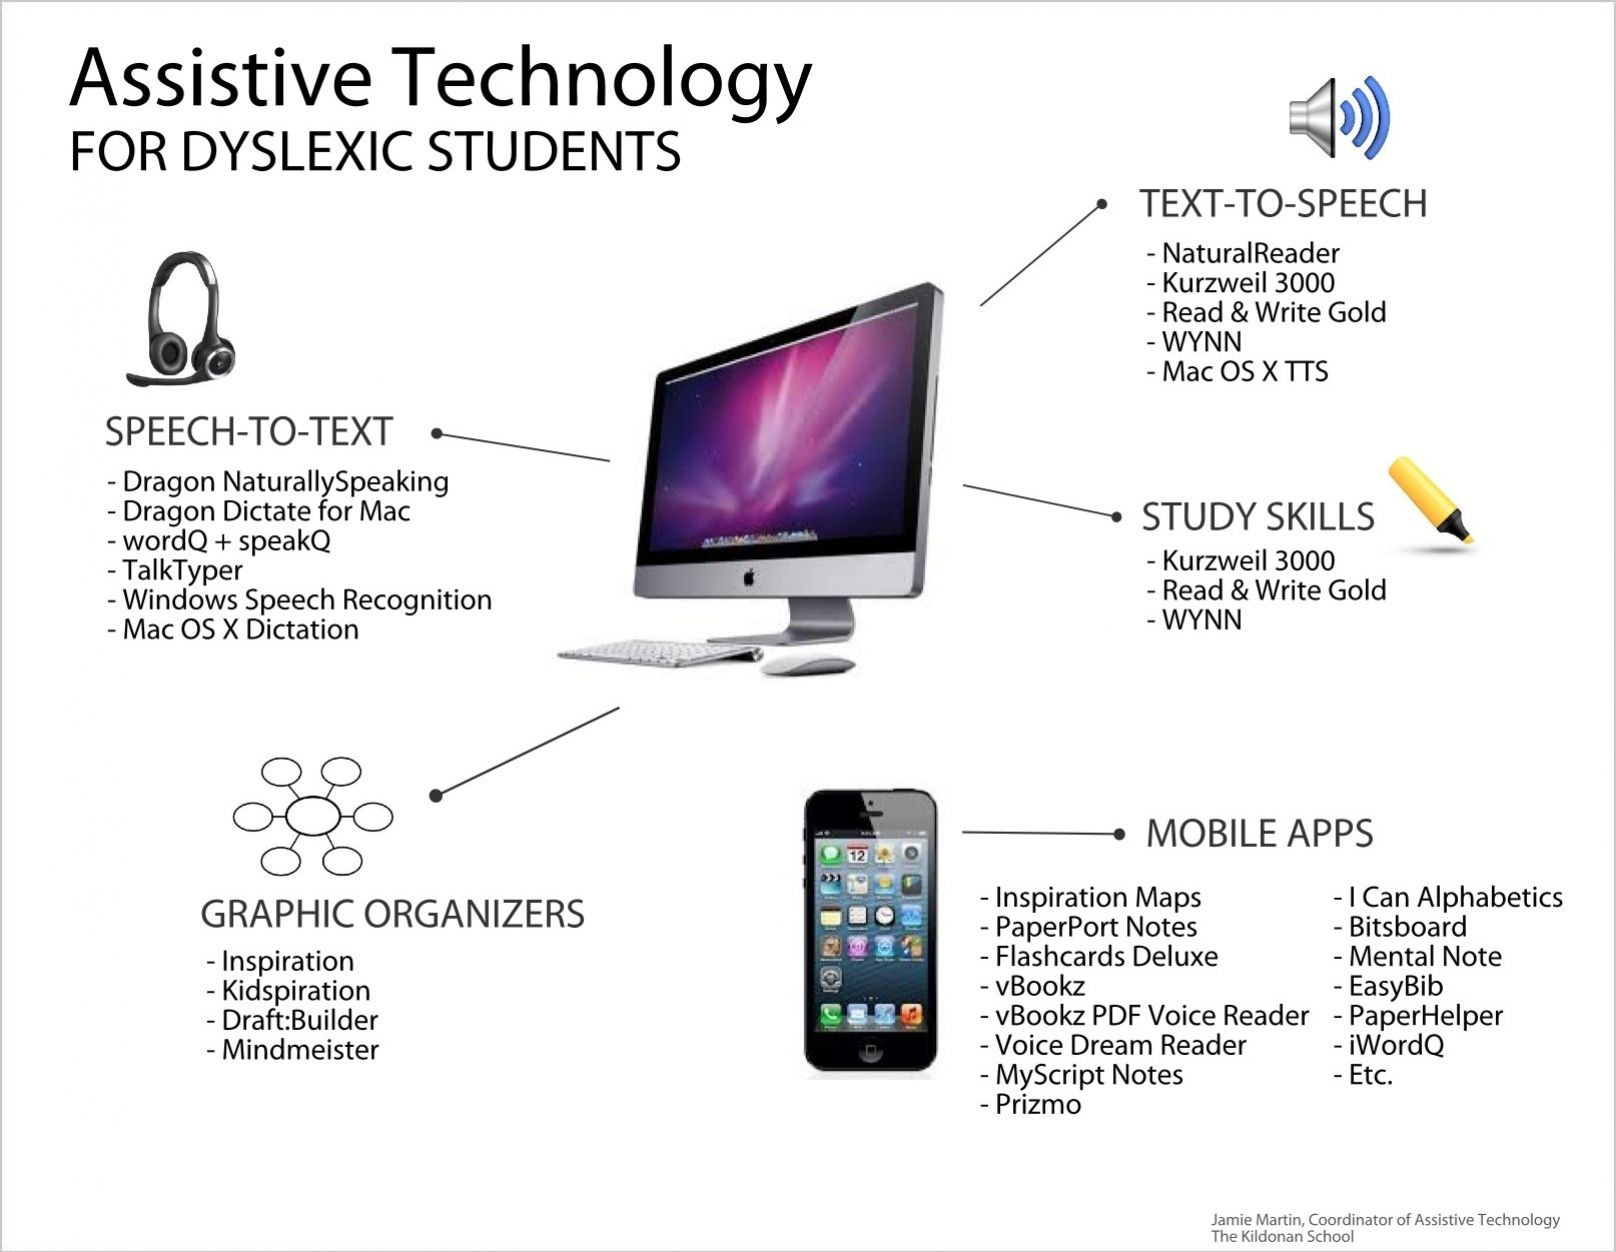 Assistive Technology
FOR DYSLEXIC STUDENTS
TEXT-TO-SPEECH
- NaturalReader
- Kurzweil 3000
- Read & Write Gold
- WYNN
- Mac OS X TTS
SPEECH-TO-TEXT
- Dragon NaturallySpeaking
- Dragon Dictate for Mac
- wordQ + speakQ
- TalkTyper
- Windows Speech Recognition
- Mac OS X Dictation
STUDY SKILLS
- Kurzweil 3000
- Read & Write Gold
- WYNN
GRAPHIC ORGANIZERS
- Inspiration
- Kidspiration
- Draft:Builder
- Mindmeister
12
MOBILE APPS
- Inspiration Maps
- PaperPort Notes
- Flashcards Deluxe
- vBookz
- vBookz PDF Voice Reader
- Voice Dream Reader
- MyScript Notes
- Prizmo
- I Can Alphabetics
- Bitsboard
- Mental Note
- EasyBib
- PaperHelper
- iWordQ
- Etc.
Jamie Martin, Coordinator of Assistive Technology
The Kildonan School